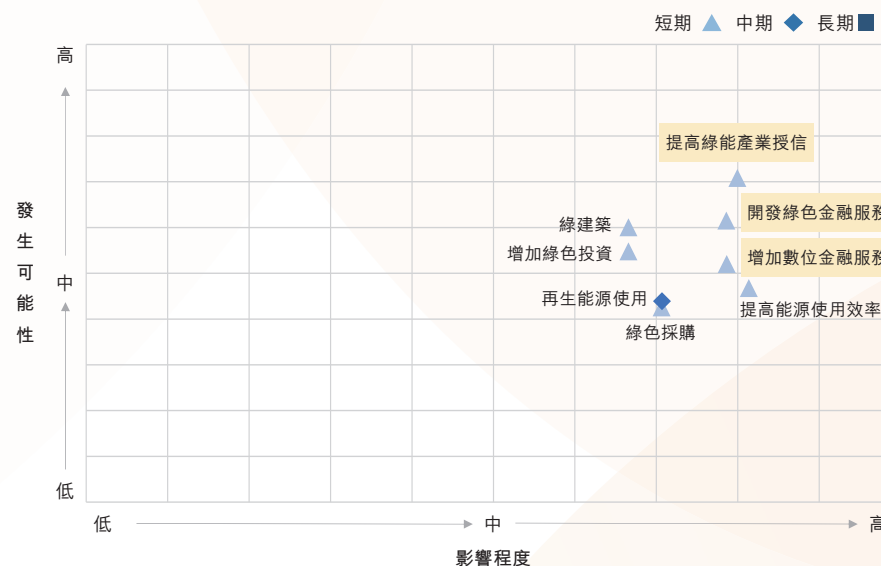 短期 中期 長期
高
提高綠能產業授信
發生可能性
開發綠色金融服務
綠建築
增加綠色投資
增加數位金融服務
中
再生能源使用
提高能源使用效率
綠色採購
低
低 中 高
影響程度